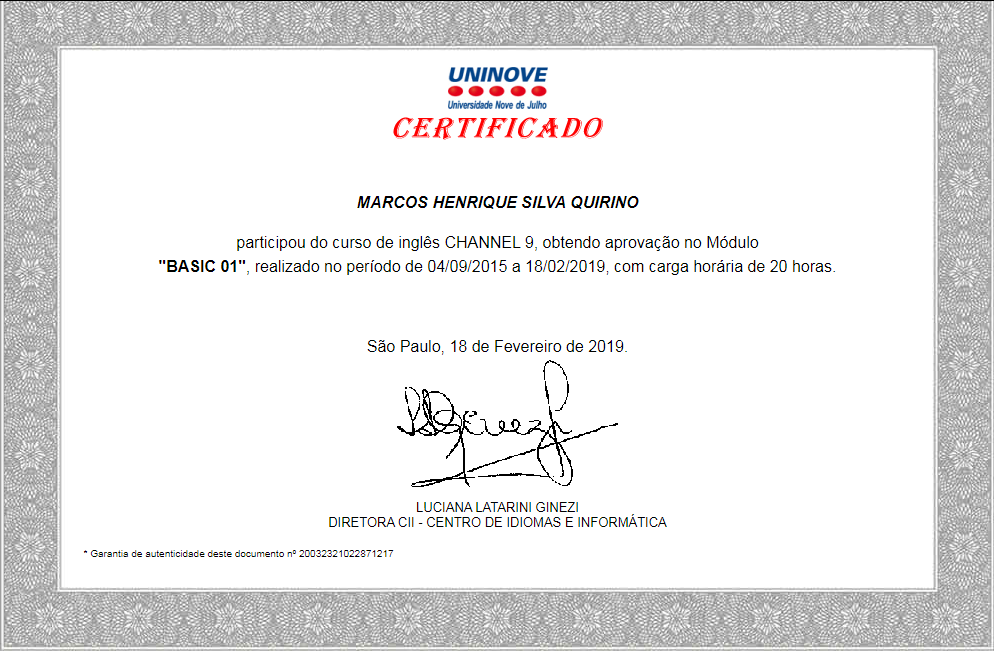 UNINOVE
Universidade Nove de Julho
CERTIFICADO
MARCOS HENRIQUE SILVA QUIRINO
participou do curso de inglês CHANNEL 9, obtendo aprovação no Módulo
"BASIC 01", realizado no período de 04/09/2015 a 18/02/2019, com carga horária de 20 horas.
São Paulo, 18 de Fevereiro de 2019.
LUCIANA LATARINI GINEZI
DIRETORA CII - CENTRO DE IDIOMAS E INFORMÁTICA
* Garantia de autenticidade deste documento nº 20032321022871217